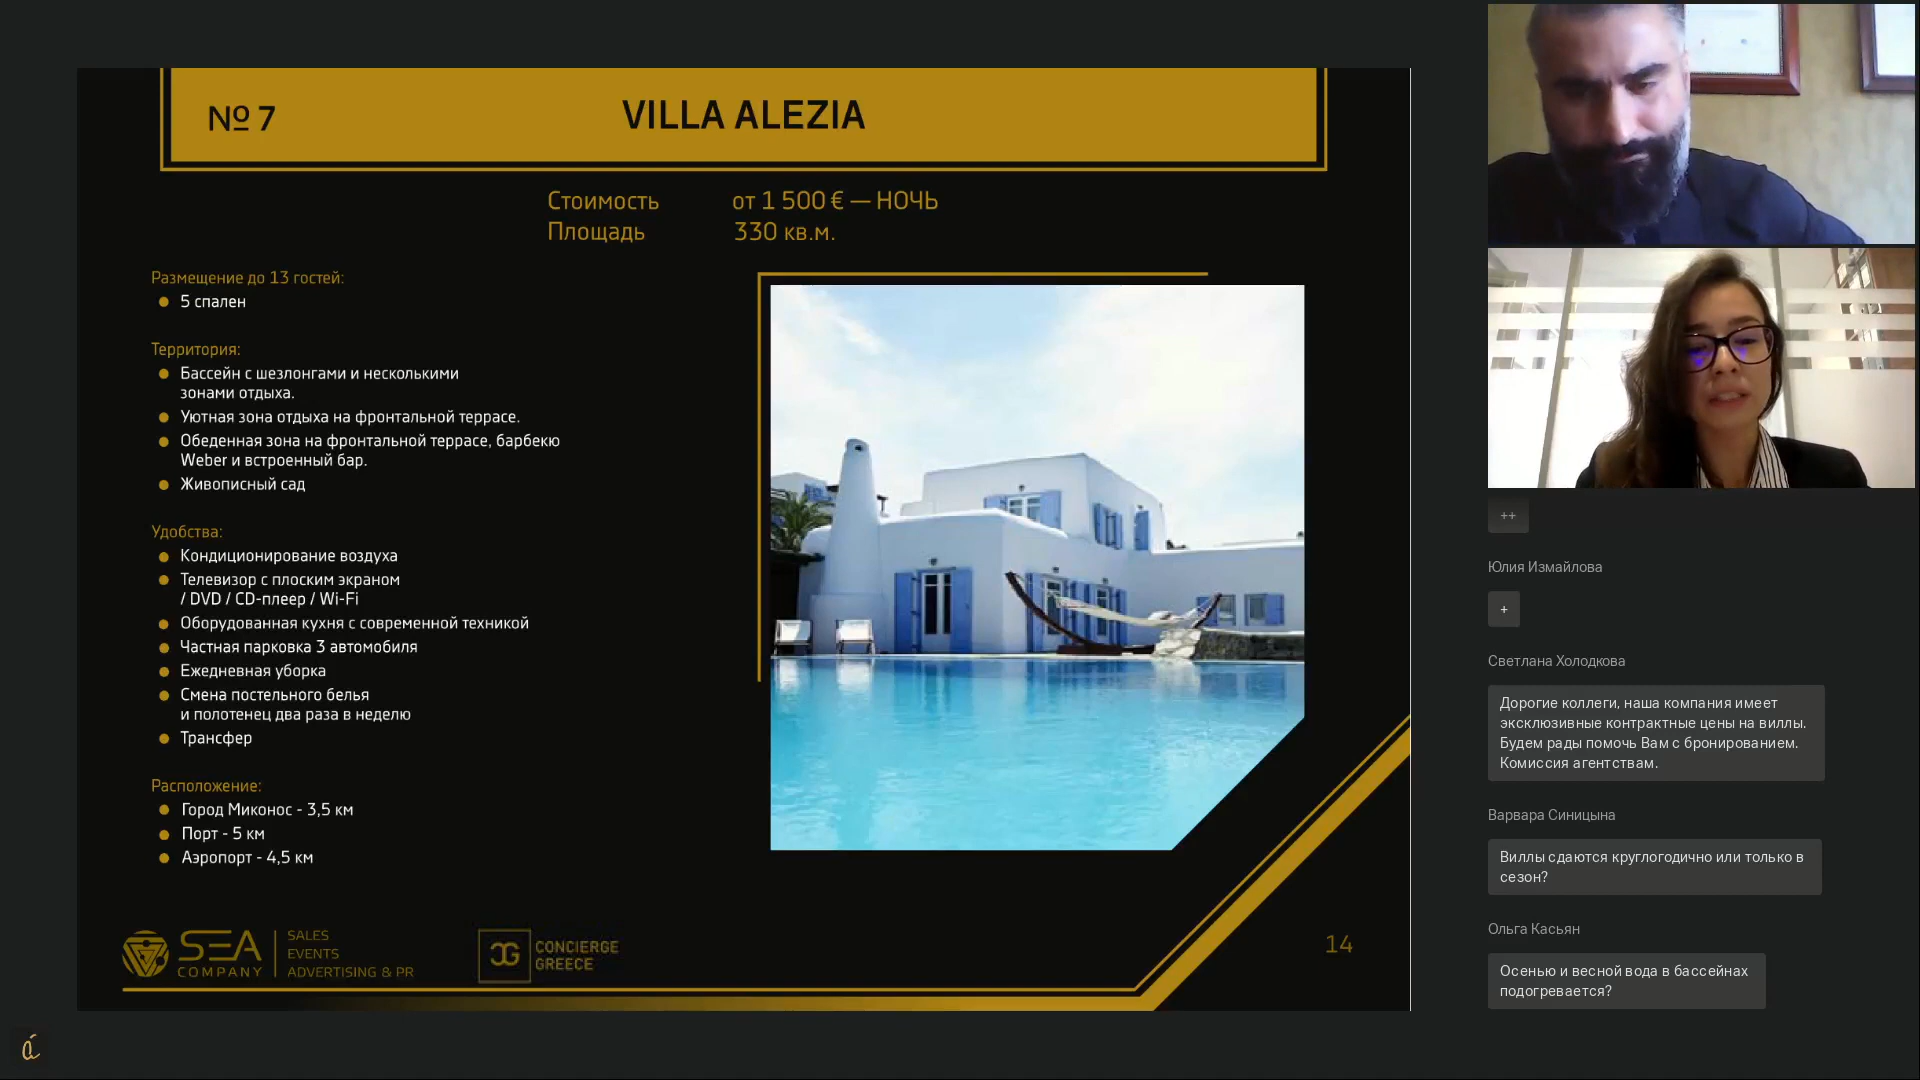 № 7
VILLA ALEZIA
Стоимость от 1 500 € — НОЧЬ
Площадь 330 кв.м.
Размещение до 13 гостей:
5 спален
Территория:
Бассейн с шезлонгами и несколькими
зонами отдыха.
Уютная зона отдыха на фронтальной террасе.
Обеденная зона на фронтальной террасе, барбекю
Weber и встроенный бар.
Живописный сад
Удобства:
Кондиционирование воздуха
Телевизор с плоским экраном
/ DVD / CD-плеер / Wi-Fi
Оборудованная кухня с современной техникой
Частная парковка 3 автомобиля
Ежедневная уборка
Смена постельного белья
и полотенец два раза в неделю
Трансфер
Расположение:
Город Миконос - 3,5 км
Порт - 5 км
Аэропорт - 4,5 км
SEA
COMPANY
SALES
EVENTS
ADVERTISING & PR
CG
CONCIERGE
GREECE
14
á
++
Юлия Измайлова
+
Светлана Холодкова
Дорогие коллеги, наша компания имеет
эксклюзивные контрактные цены на виллы.
Будем рады помочь Вам с бронированием.
Комиссия агентствам.
Варвара Синицына
Виллы сдаются круглогодично или только в
сезон?
Ольга Касьян
Осенью и весной вода в бассейнах
подогревается?